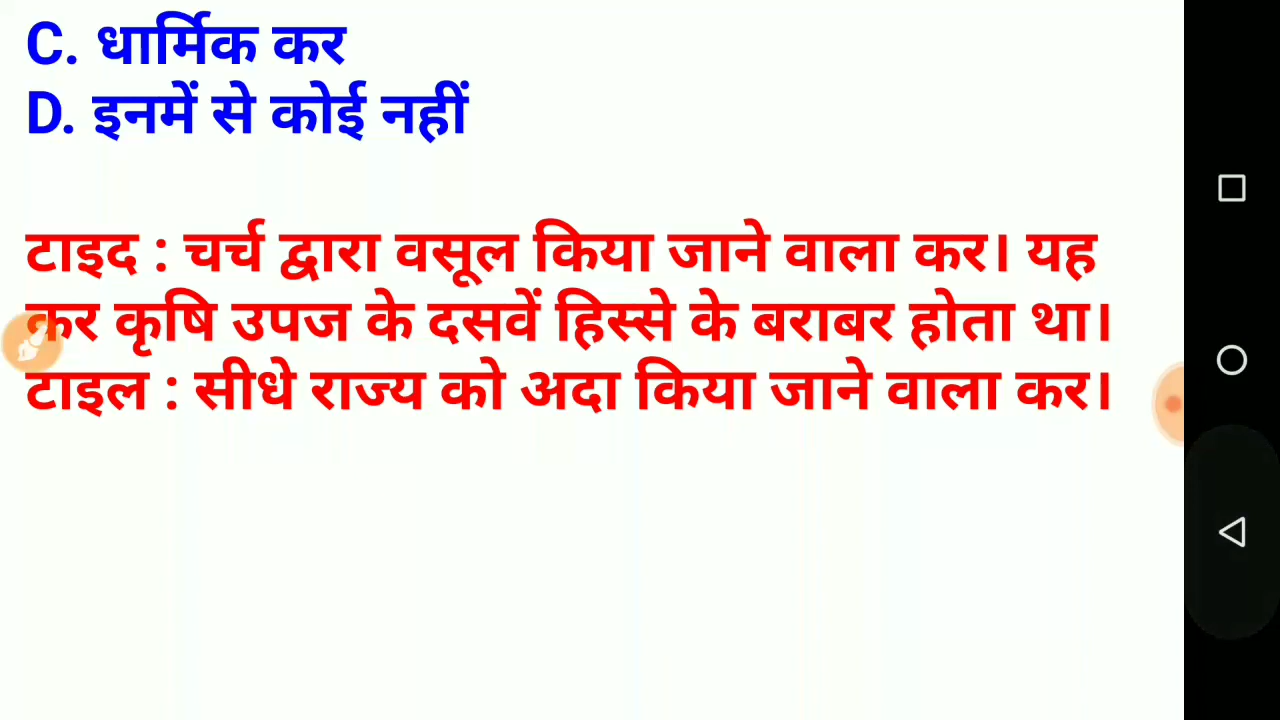 C. धार्मिक कर
D. इनमें से कोई नहीं
टाइद : चर्च द्वारा वसूल किया जाने वाला कर। यह
कर कृषि उपज के दसवें हिस्से के बराबर होता था।
टाइल : सीधे राज्य को अदा किया जाने वाला कर।